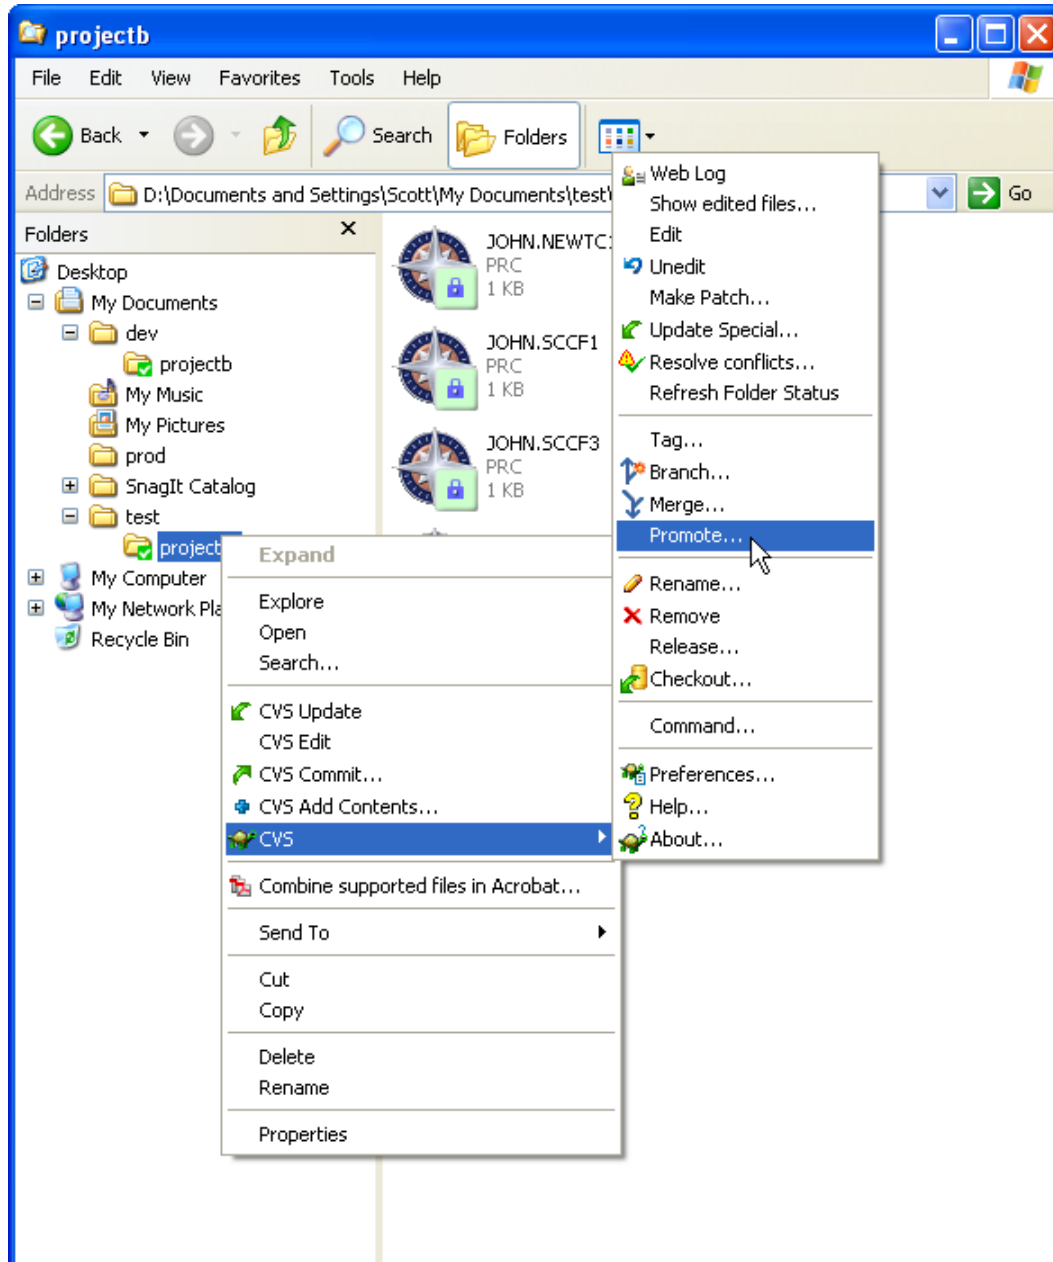 projectb
File Edit View Favorites Tools Help
Back Search Folders
Address D:\Documents and Settings\Scott\My Documents\test\ Go
Folders
Desktop
My Documents
dev
projectb
My Music
My Pictures
prod
SnagIt Catalog
test
project
My Computer
My Network Pla
Recycle Bin
JOHN.NEWTC1
PRC
1 KB
JOHN.SCCF1
PRC
1 KB
JOHN.SCCF3
PRC
1 KB
Expand
Explore
Open
Search...
CVS Update
CVS Edit
CVS Commit...
CVS Add Contents...
CVS
Combine supported files in Acrobat...
Send To
Cut
Copy
Delete
Rename
Properties
Web Log
Show edited files...
Edit
Unedit
Make Patch...
Update Special...
Resolve conflicts...
Refresh Folder Status
Tag...
Branch...
Merge...
Promote...
Rename...
Remove
Release...
Checkout...
Command...
Preferences...
Help...
About...